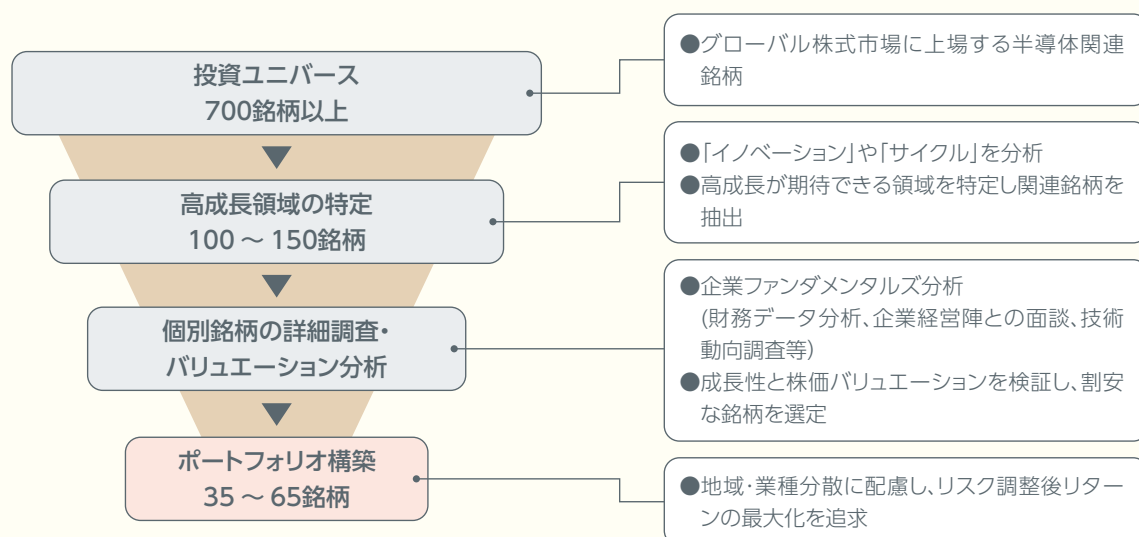 投資ユニバース
700銘柄以上
●グローバル株式市場に上場する半導体関連
銘柄
高成長領域の特定
100 ～ 150銘柄
●「イノベーション」や「サイクル」を分析
●高成長が期待できる領域を特定し関連銘柄を
抽出
個別銘柄の詳細調査・
バリュエーション分析
●企業ファンダメンタルズ分析
(財務データ分析、企業経営陣との面談、技術
動向調査等)
●成長性と株価バリュエーションを検証し、割安
な銘柄を選定
ポートフォリオ構築
35 ～ 65銘柄
●地域・業種分散に配慮し、リスク調整後リター
ンの最大化を追求